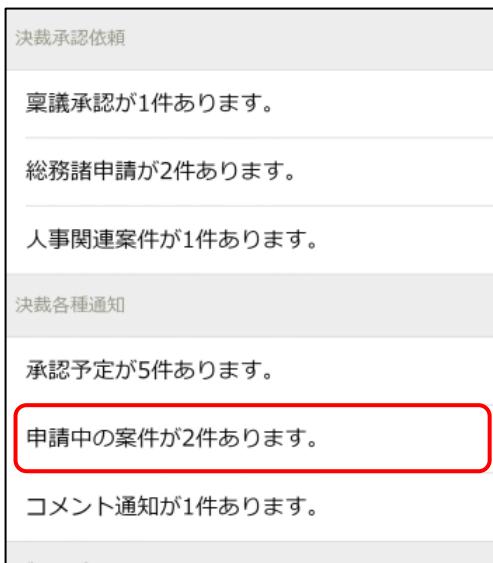 決裁承認依頼
稟議承認が1件あります。
総務諸申請が2件あります。
人事関連案件が1件あります。
決裁各種通知
承認予定が5件あります。
申請中の案件が2件あります。
コメント通知が1件あります。